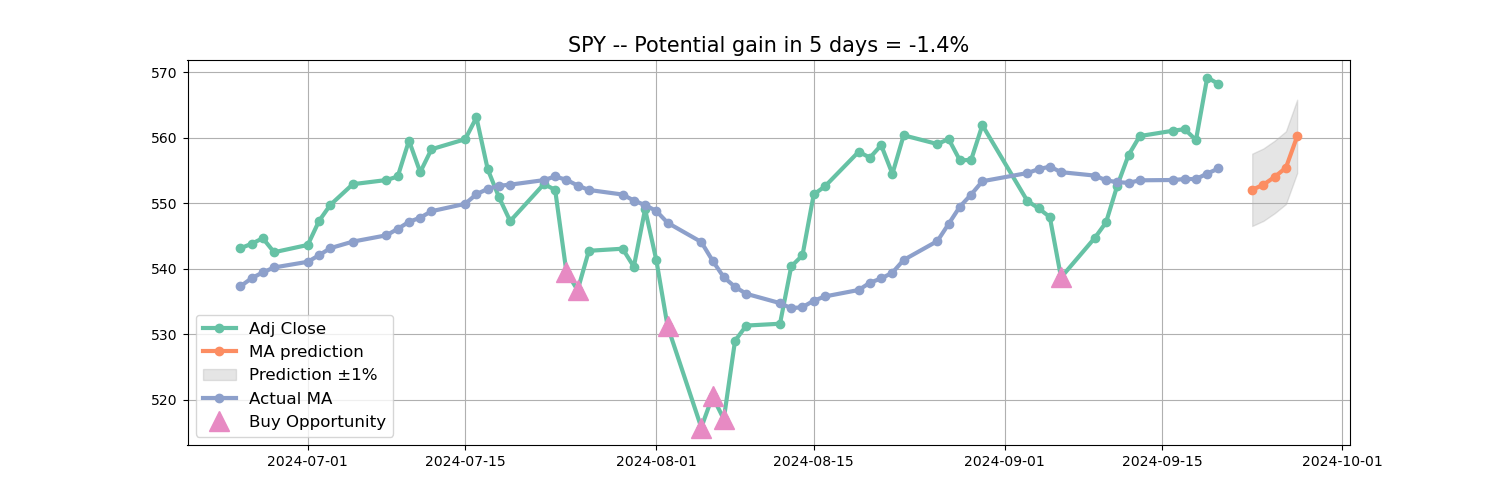 SPY -- Potential gain in 5 days = -1.4%
570
560
550
540
530
520
Adj Close
MA prediction
Prediction ±1%
Actual MA
Buy Opportunity
2024-07-01
2024-07-15
2024-08-01
2024-08-15
2024-09-01
2024-09-15
2024-10-01